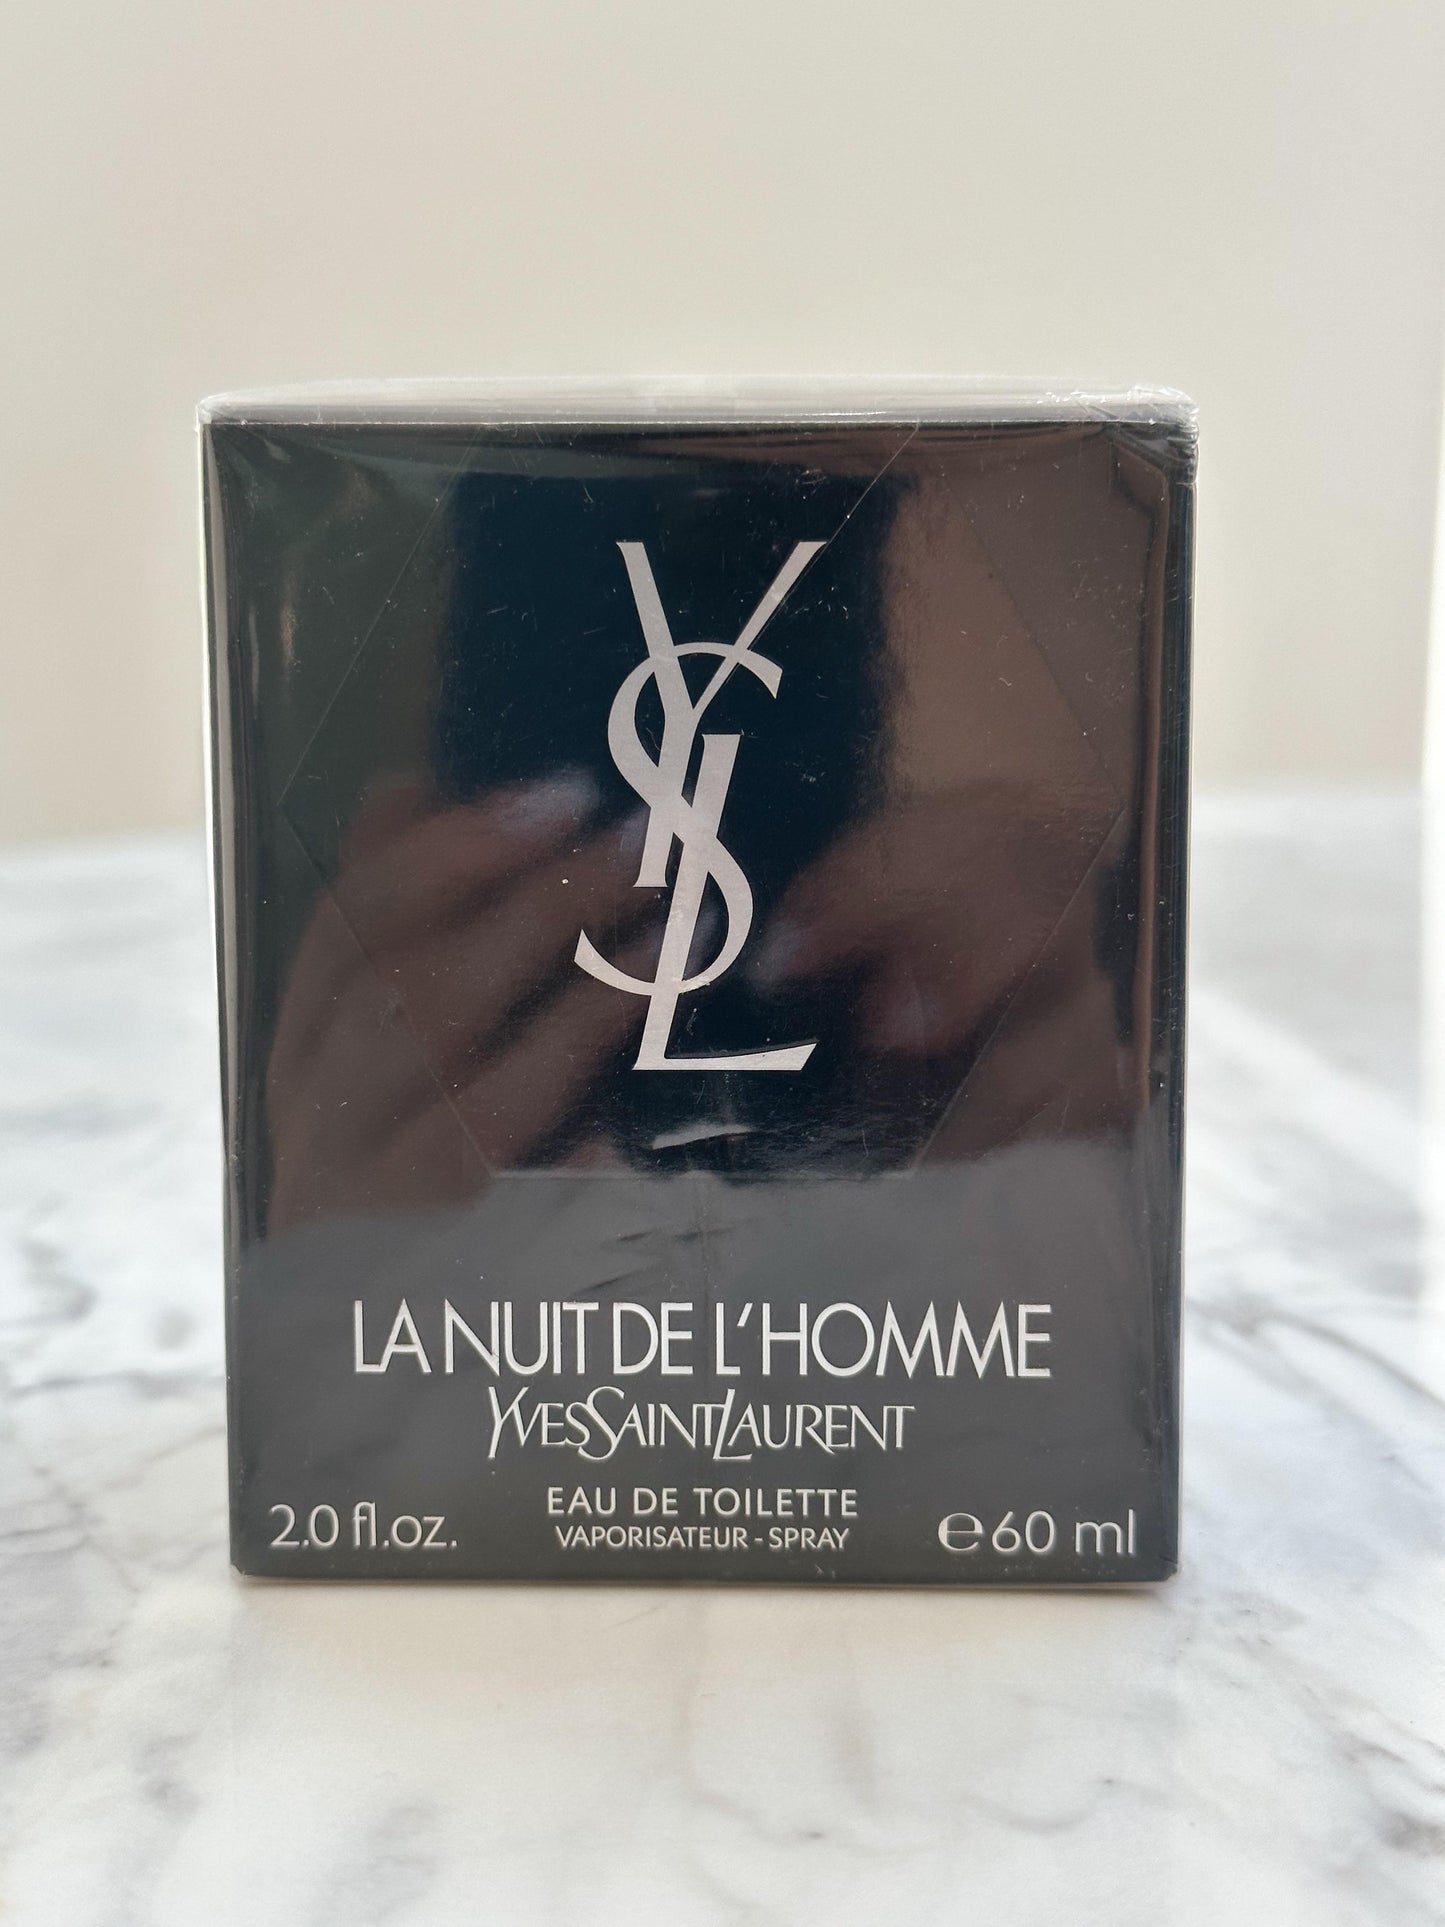 YSL
LA NUIT DE L'HOMME
YVESSAINTLAURENT
EAU DE TOILETTE
VAPORISATEUR - SPRAY
2.0 fl.oz.
℮60 ml